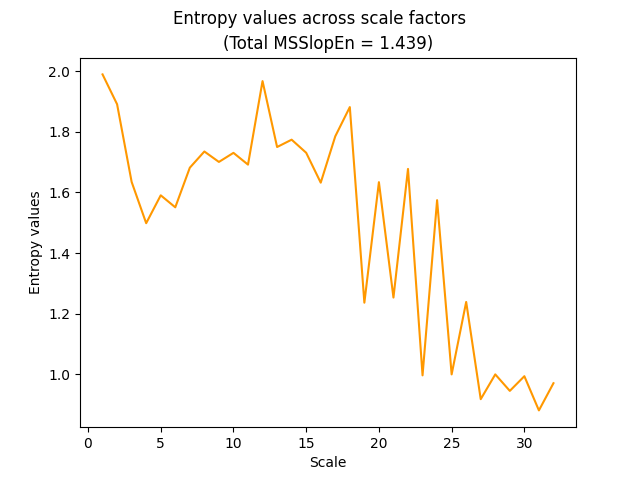 Entropy values across scale factors
(Total MSSlopEn = 1.439)
2.0
1.8
1.6
1.4
1.2
1.0
Entropy values
0 5 10 15 20 25 30
Scale